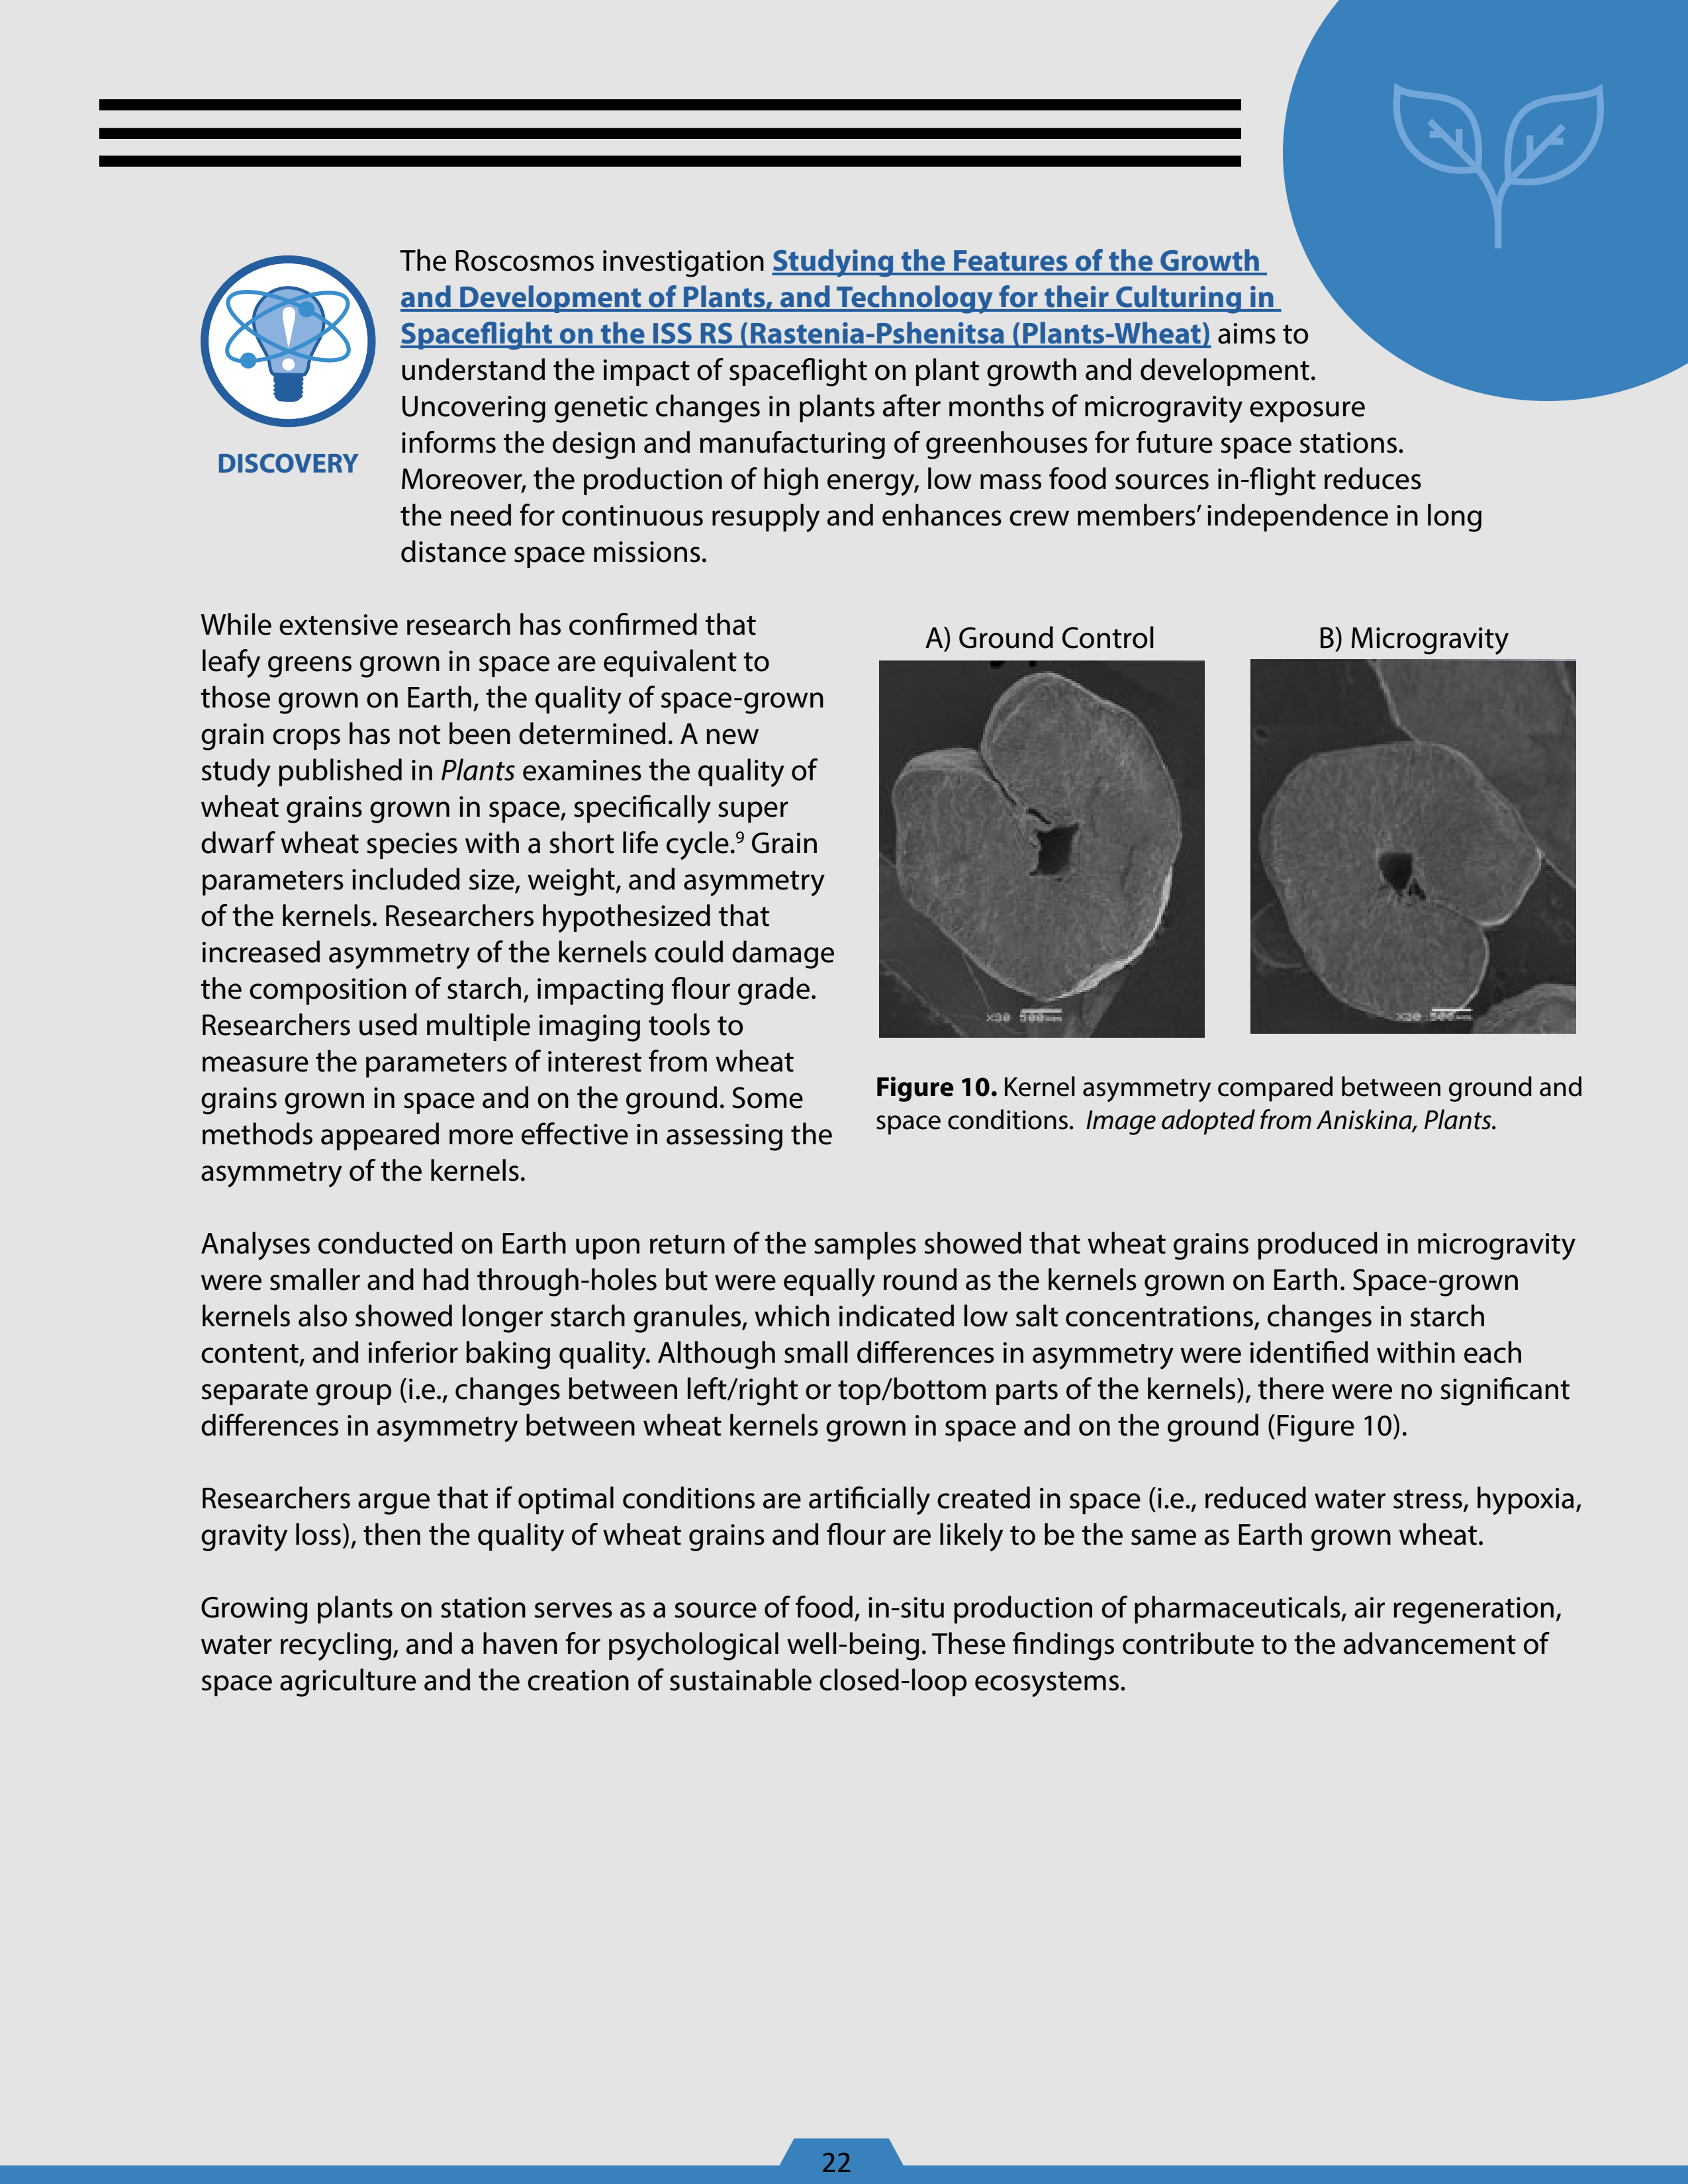 The Roscosmos investigation Studying the Features of the Growth
and Development of Plants, and Technology for their Culturing in
Spaceflight on the ISS RS (Rastenia-Pshenitsa (Plants-Wheat) aims to
understand the impact of spaceflight on plant growth and development.
Uncovering genetic changes in plants after months of microgravity exposure
informs the design and manufacturing of greenhouses for future space stations.
Moreover, the production of high energy, low mass food sources in-flight reduces
the need for continuous resupply and enhances crew members’ independence in long
distance space missions.
DISCOVERY
While extensive research has confirmed that
leafy greens grown in space are equivalent to
those grown on Earth, the quality of space-grown
grain crops has not been determined. A new
study published in Plants examines the quality of
wheat grains grown in space, specifically super
dwarf wheat species with a short life cycle.⁹ Grain
parameters included size, weight, and asymmetry
of the kernels. Researchers hypothesized that
increased asymmetry of the kernels could damage
the composition of starch, impacting flour grade.
Researchers used multiple imaging tools to
measure the parameters of interest from wheat
grains grown in space and on the ground. Some
methods appeared more effective in assessing the
asymmetry of the kernels.
A) Ground Control
B) Microgravity
X30 500μm
X30 500μm
Figure 10. Kernel asymmetry compared between ground and
space conditions. Image adopted from Aniskina, Plants.
Analyses conducted on Earth upon return of the samples showed that wheat grains produced in microgravity
were smaller and had through-holes but were equally round as the kernels grown on Earth. Space-grown
kernels also showed longer starch granules, which indicated low salt concentrations, changes in starch
content, and inferior baking quality. Although small differences in asymmetry were identified within each
separate group (i.e., changes between left/right or top/bottom parts of the kernels), there were no significant
differences in asymmetry between wheat kernels grown in space and on the ground (Figure 10).
Researchers argue that if optimal conditions are artificially created in space (i.e., reduced water stress, hypoxia,
gravity loss), then the quality of wheat grains and flour are likely to be the same as Earth grown wheat.
Growing plants on station serves as a source of food, in-situ production of pharmaceuticals, air regeneration,
water recycling, and a haven for psychological well-being. These findings contribute to the advancement of
space agriculture and the creation of sustainable closed-loop ecosystems.
22